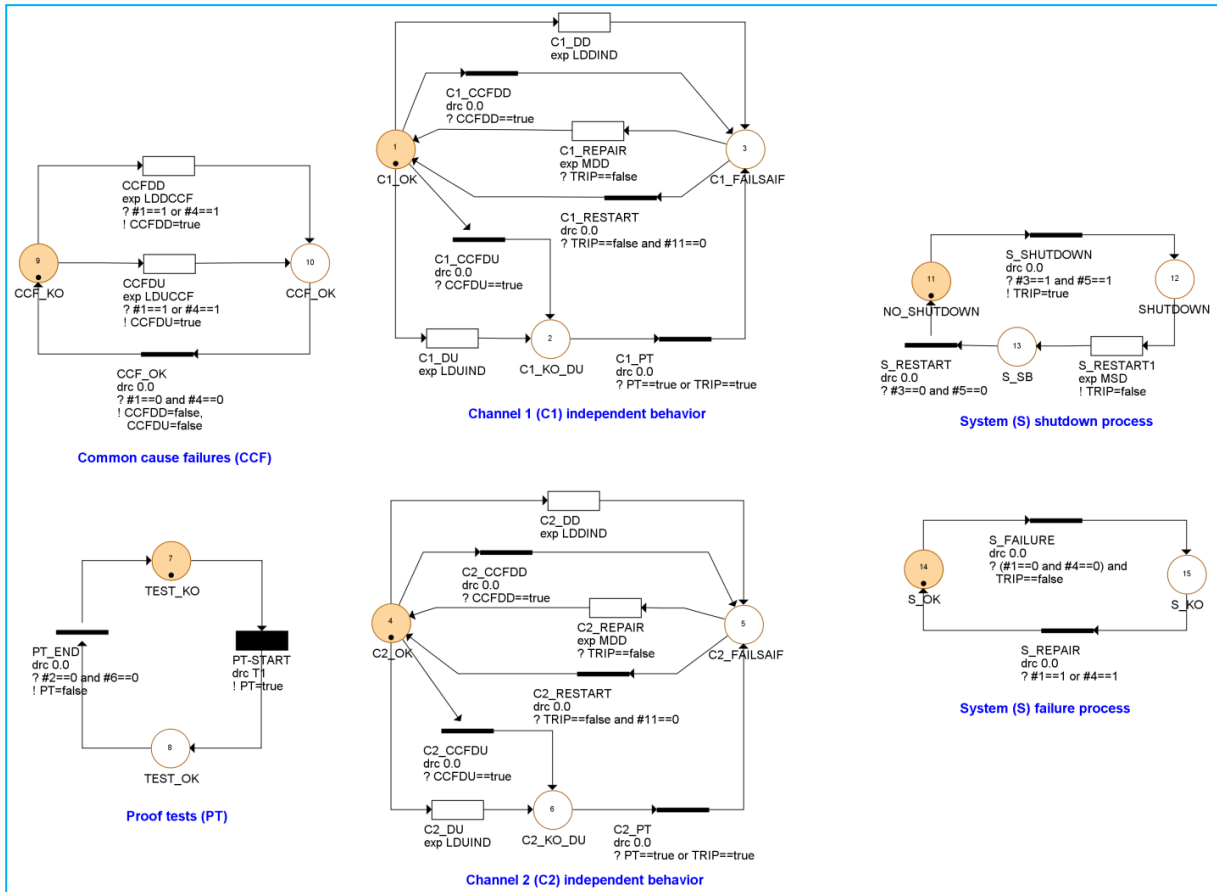 C1_DD
exp LDDIND
C1_CCFDD
drc 0.0
? CCFDD==true
1
C1_OK
C1_REPAIR
exp MDD
? TRIP==false
3
C1_FAILSAIF
C1_RESTART
drc 0.0
? TRIP==false and #11==0
C1_CCFDU
drc 0.0
? CCFDU==true
C1_DU
exp LDUIND
2
C1_KO_DU
C1_PT
drc 0.0
? PT==true or TRIP==true
Channel 1 (C1) independent behavior
CCFDD
exp LDDCCF
? #1==1 or #4==1
! CCFDD=true
9
CCF_KO
CCFDU
exp LDUCCF
? #1==1 or #4==1
! CCFDU=true
10
CCF_OK
CCF_OK
drc 0.0
? #1==0 and #4==0
! CCFDD=false,
CCFDU=false
Common cause failures (CCF)
S_SHUTDOWN
drc 0.0
? #3==1 and #5==1
! TRIP=true
11
NO_SHUTDOWN
12
SHUTDOWN
S_RESTART
drc 0.0
? #3==0 and #5==0
13
S_SB
S_RESTART1
exp MSD
! TRIP=false
System (S) shutdown process
7
TEST_KO
PT_END
drc 0.0
? #2==0 and #6==0
! PT=false
PT-START
drc T1
! PT=true
8
TEST_OK
Proof tests (PT)
C2_DD
exp LDDIND
C2_CCFDD
drc 0.0
? CCFDD==true
4
C2_OK
C2_REPAIR
exp MDD
? TRIP==false
5
C2_FAILSAIF
C2_RESTART
drc 0.0
? TRIP==false and #11==0
C2_CCFDU
drc 0.0
? CCFDU==true
C2_DU
exp LDUIND
6
C2_KO_DU
C2_PT
drc 0.0
? PT==true or TRIP==true
Channel 2 (C2) independent behavior
S_FAILURE
drc 0.0
? (#1==0 and #4==0) and
TRIP==false
14
S_OK
15
S_KO
S_REPAIR
drc 0.0
? #1==1 or #4==1
System (S) failure process